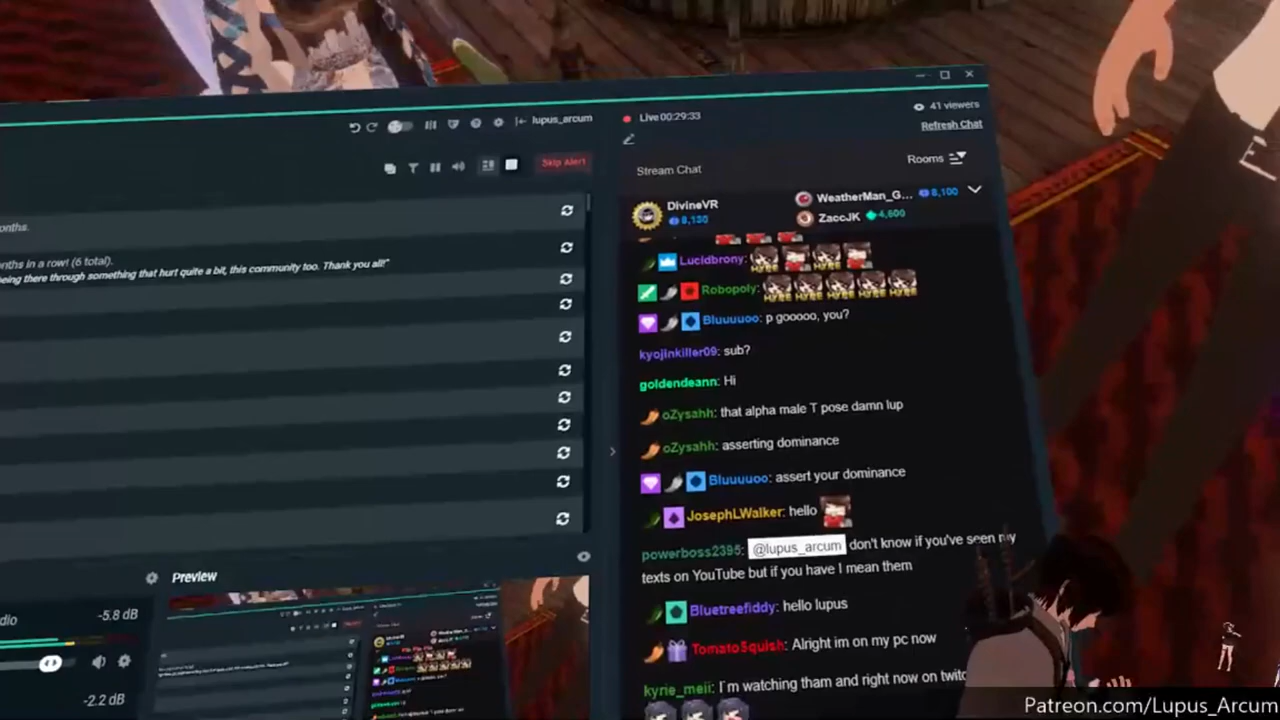 lupus_arcum
Live 00:29:33
41 viewers
Refresh Chat
Skip Alert
Stream Chat
Rooms
onths.
DivineVR
8,130
WeatherMan_G...
8,100
ZaccJK
4,600
nths in a row! (6 total).
eing there through something that hurt quite a bit, this community too. Thank you all!"
Lucidbrony:
Robopoly:
Bluuuuoo: p gooooo, you?
kyojinkiller09: sub?
goldendeann: Hi
oZysahh: that alpha male T pose damn lup
oZysahh: asserting dominance
Bluuuuoo: assert your dominance
JosephLWalker: hello
powerboss2395: @lupus_arcum don't know if you've seen my
texts on YouTube but if you have I mean them
Bluetreefiddy: hello lupus
TomatoSquish: Alright im on my pc now
kyrie_meii: I'm watching tham and right now on twitc
Preview
dio
-5.8 dB
-2.2 dB
Patreon.com/Lupus_Arcum